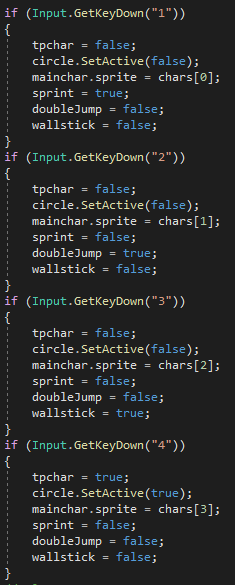 if (Input.GetKeyDown("1"))
{
tpchar = false;
circle.SetActive(false);
mainchar.sprite = chars[0];
sprint = true;
doubleJump = false;
wallstick = false;
}
if (Input.GetKeyDown("2"))
{
tpchar = false;
circle.SetActive(false);
mainchar.sprite = chars[1];
sprint = false;
doubleJump = true;
wallstick = false;
}
if (Input.GetKeyDown("3"))
{
tpchar = false;
circle.SetActive(false);
mainchar.sprite = chars[2];
sprint = false;
doubleJump = false;
wallstick = true;
}
if (Input.GetKeyDown("4"))
{
tpchar = true;
circle.SetActive(true);
mainchar.sprite = chars[3];
sprint = false;
doubleJump = false;
wallstick = false;
}